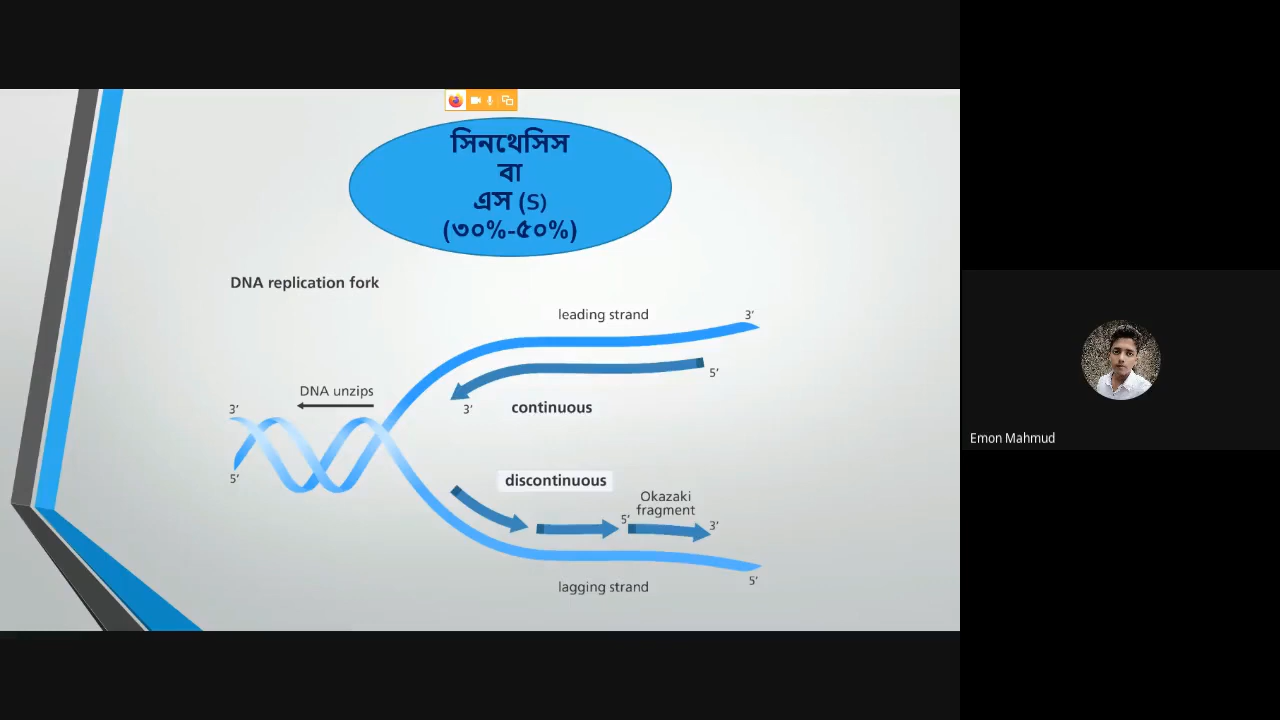 সিনথেসিস
বা
এস (S)
(৩০%-৫০%)
DNA replication fork
leading strand
3’
5’
DNA unzips
3’
3’
continuous
5’
discontinuous
Okazaki
fragment
5’
3’
5’
lagging strand
Emon Mahmud